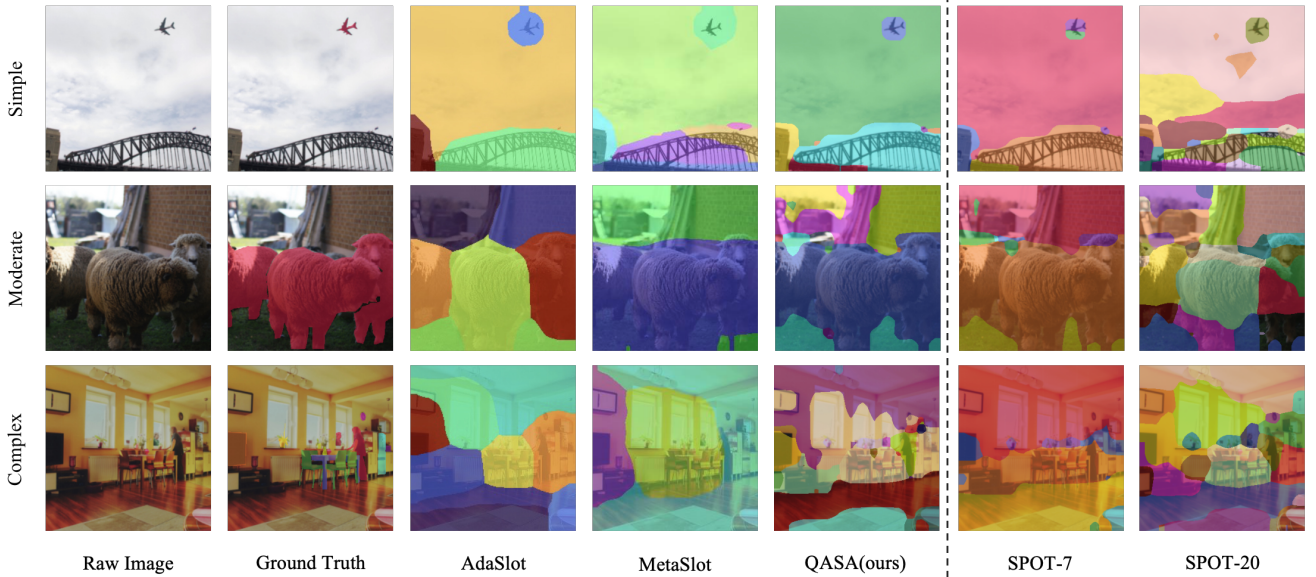 Simple
Moderate
Complex
Raw Image
Ground Truth
AdaSlot
MetaSlot
QASA(ours)
SPOT-7
SPOT-20